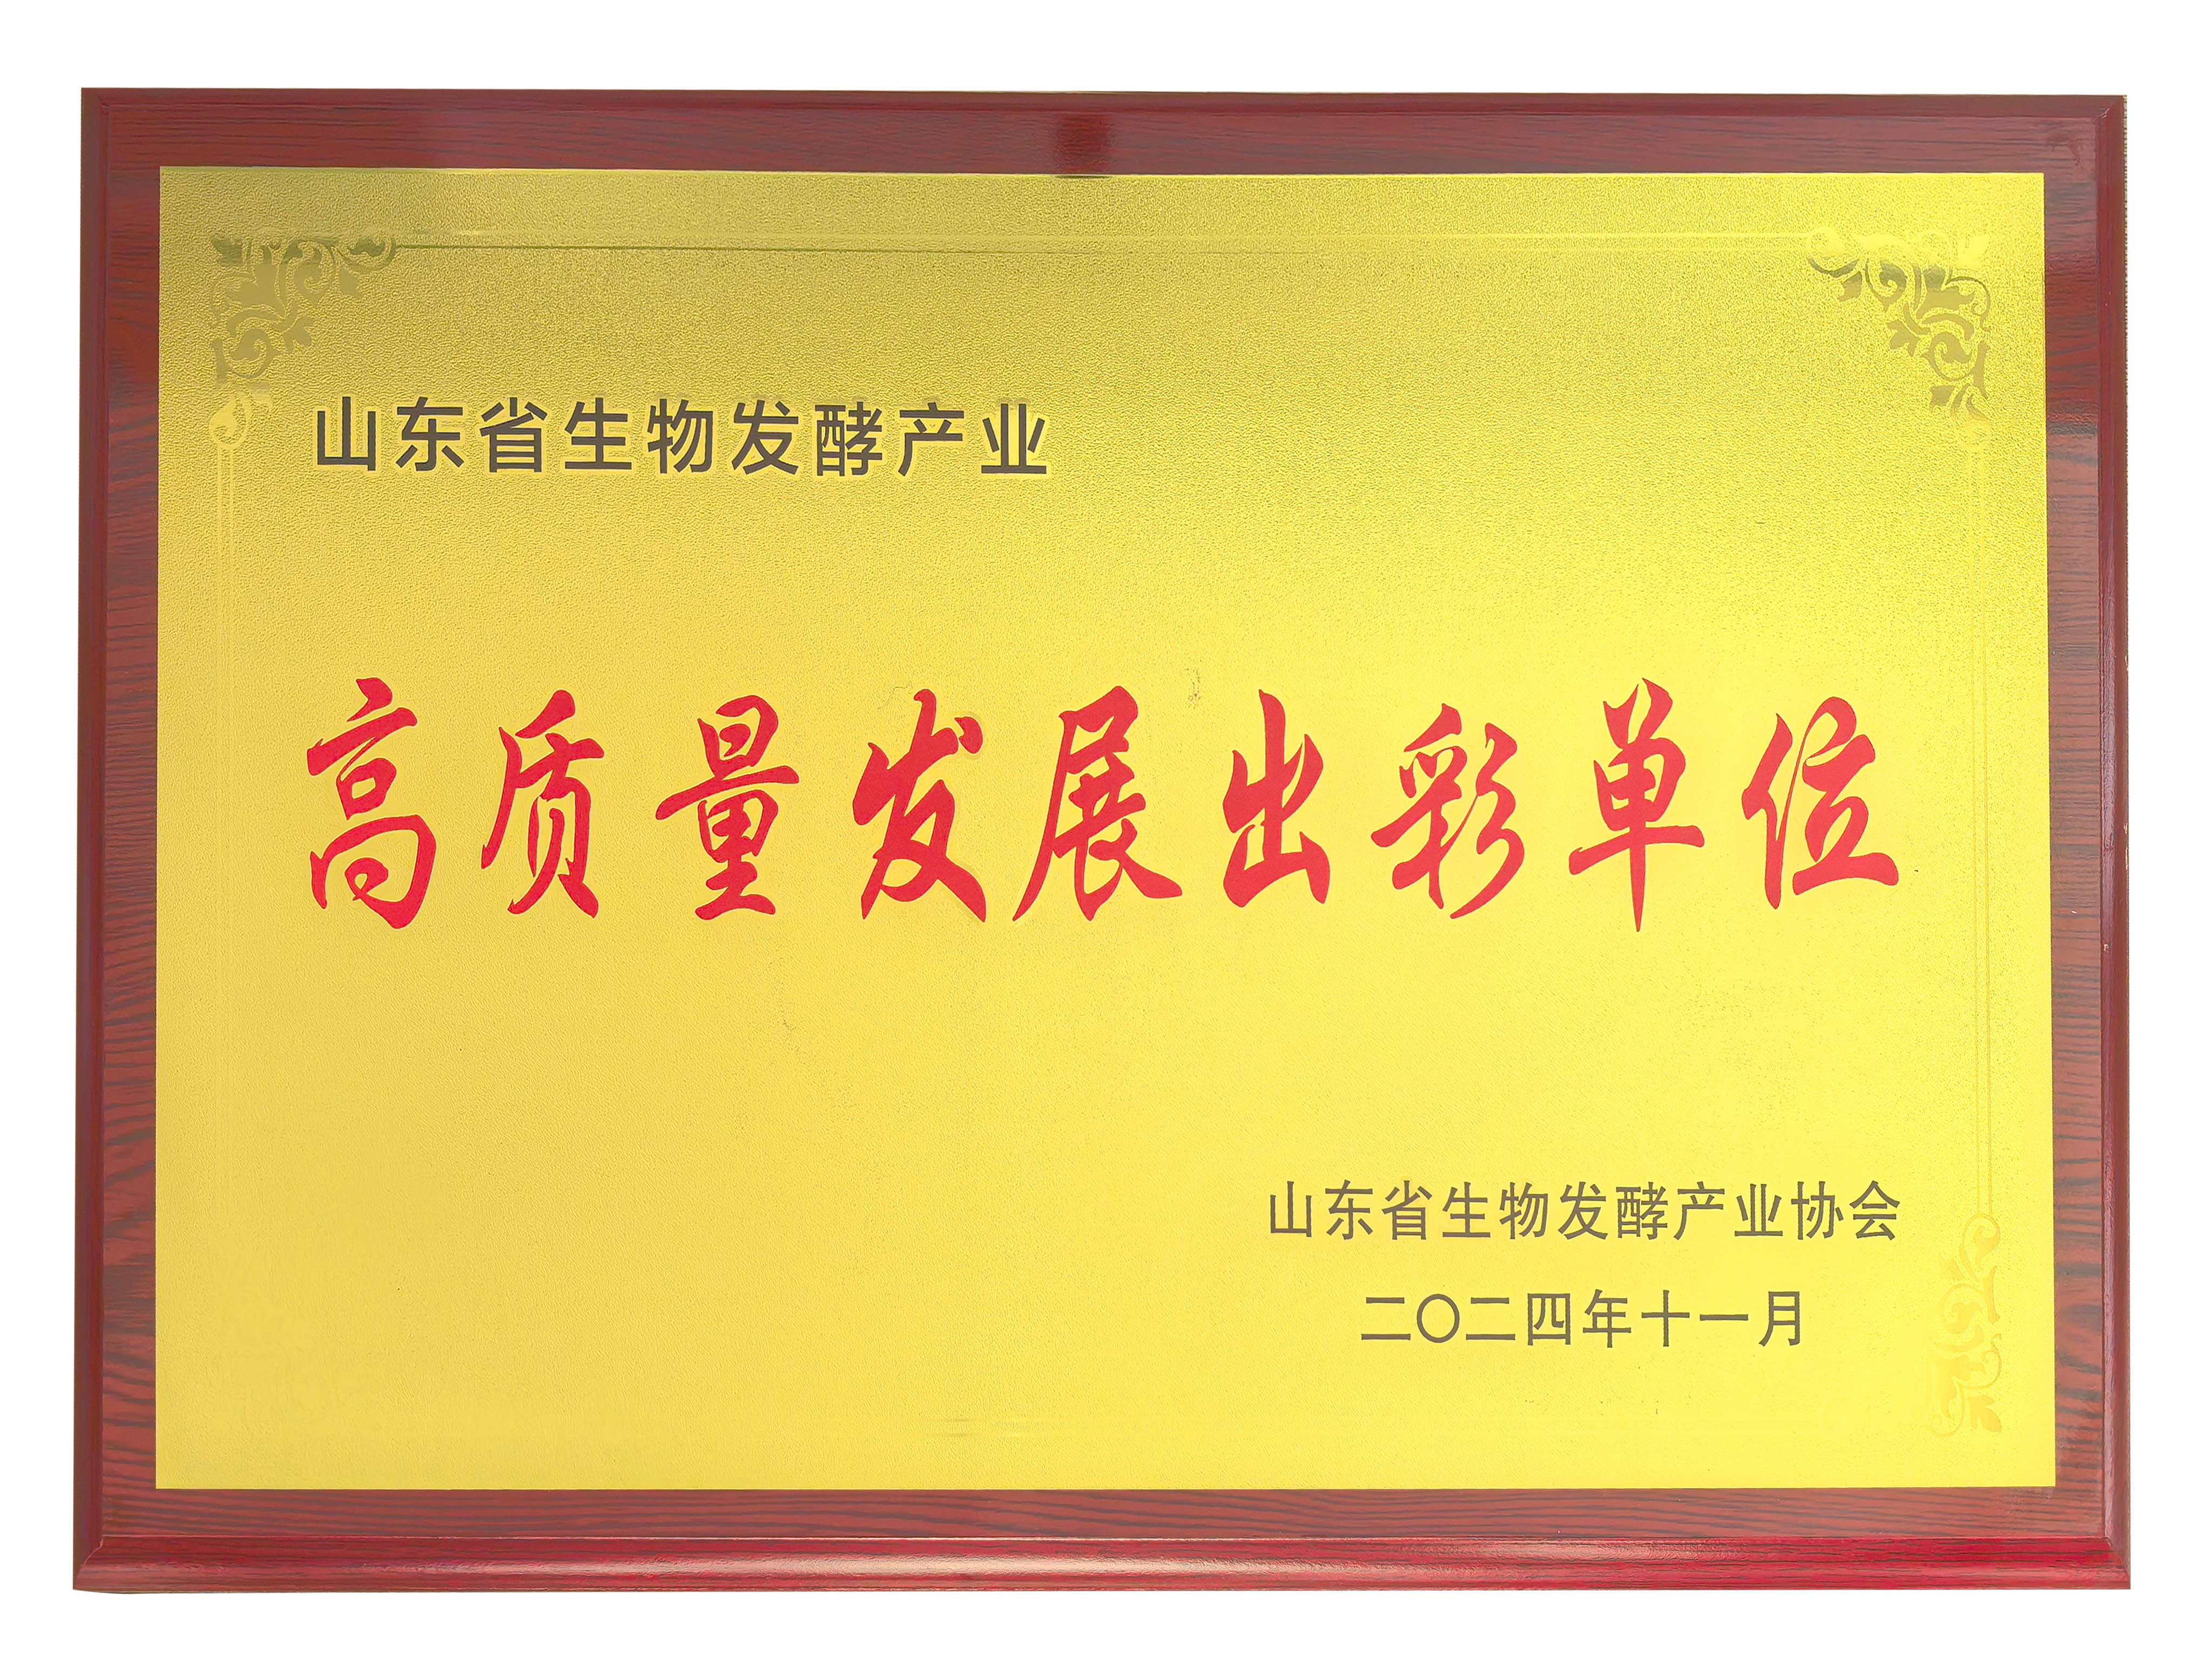 山东省生物发酵产业
高质量发展出彩单位
山东省生物发酵产业协会
二〇二四年十一月